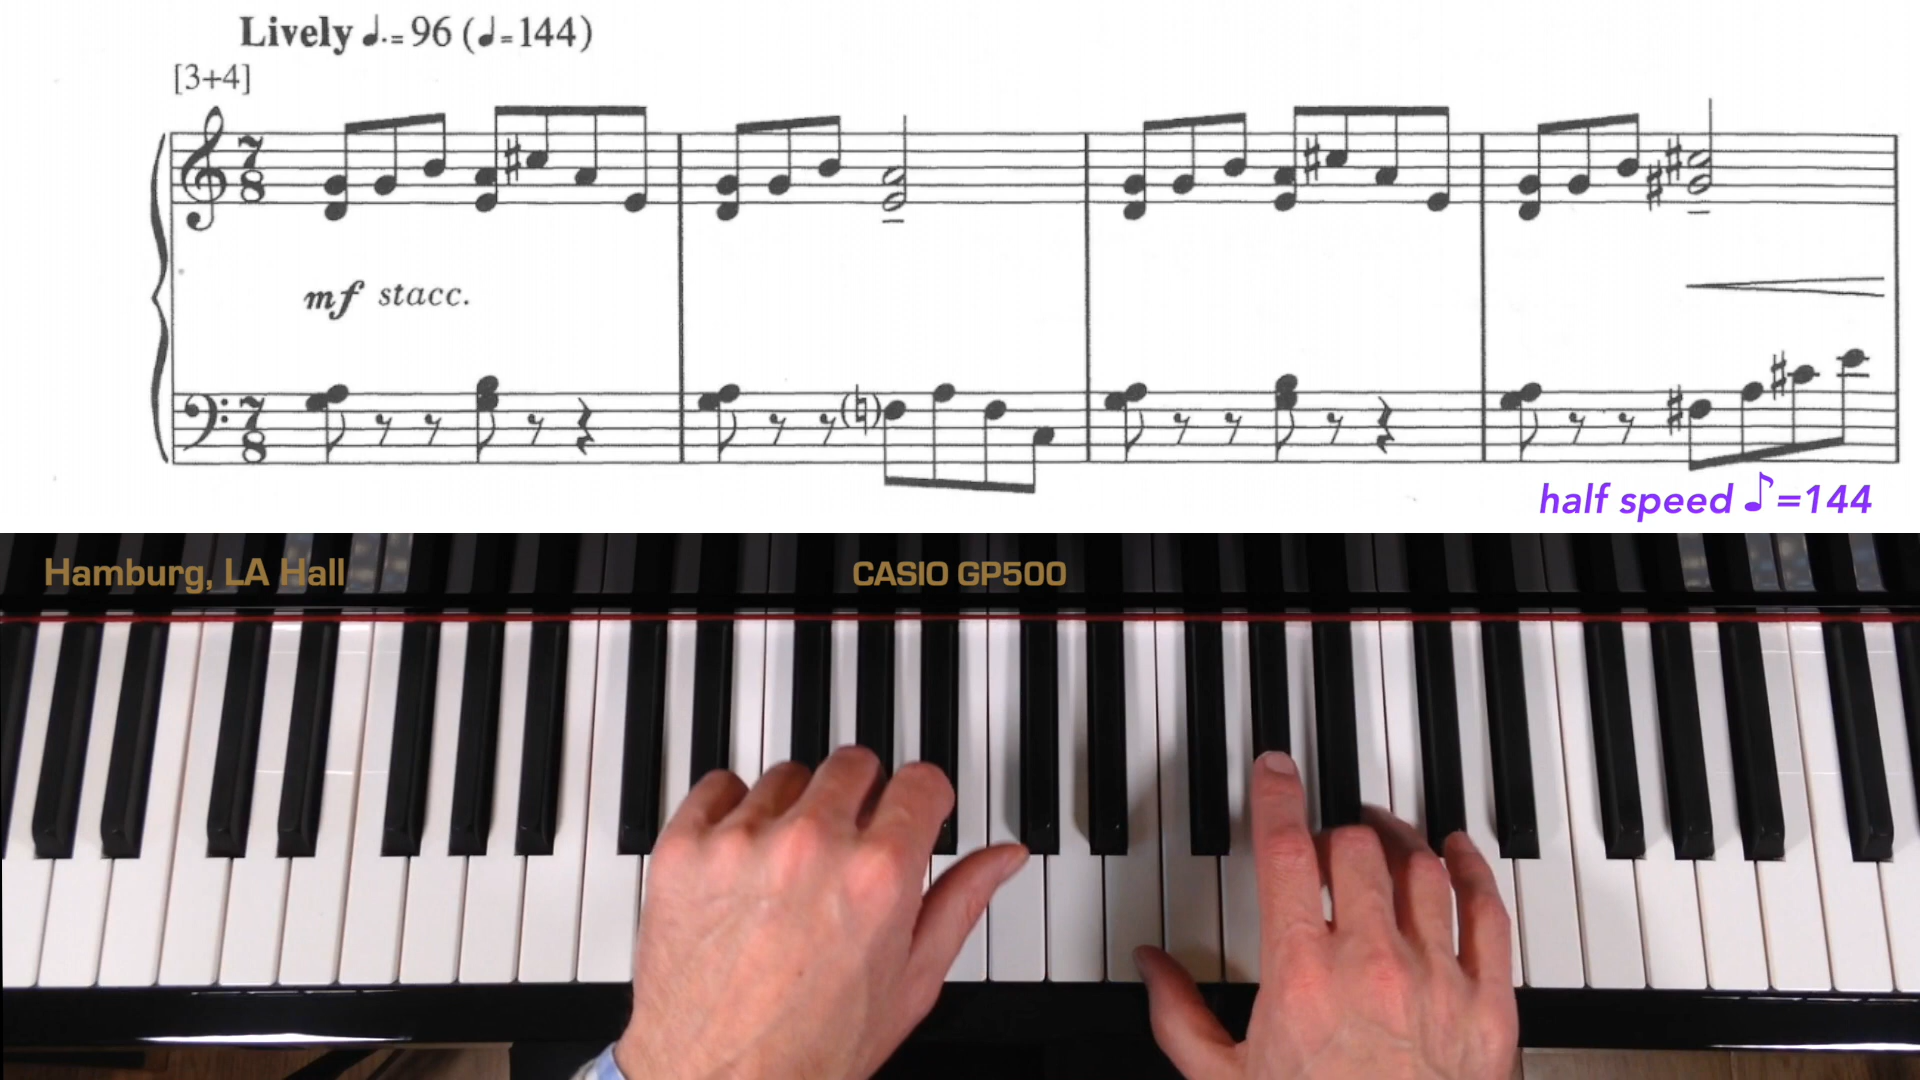 Lively ♩. = 96 (♩ = 144)
[3+4]
7
8
mf stacc.
7
8
half speed ♪=144
Hamburg, LA Hall
CASIO GP500